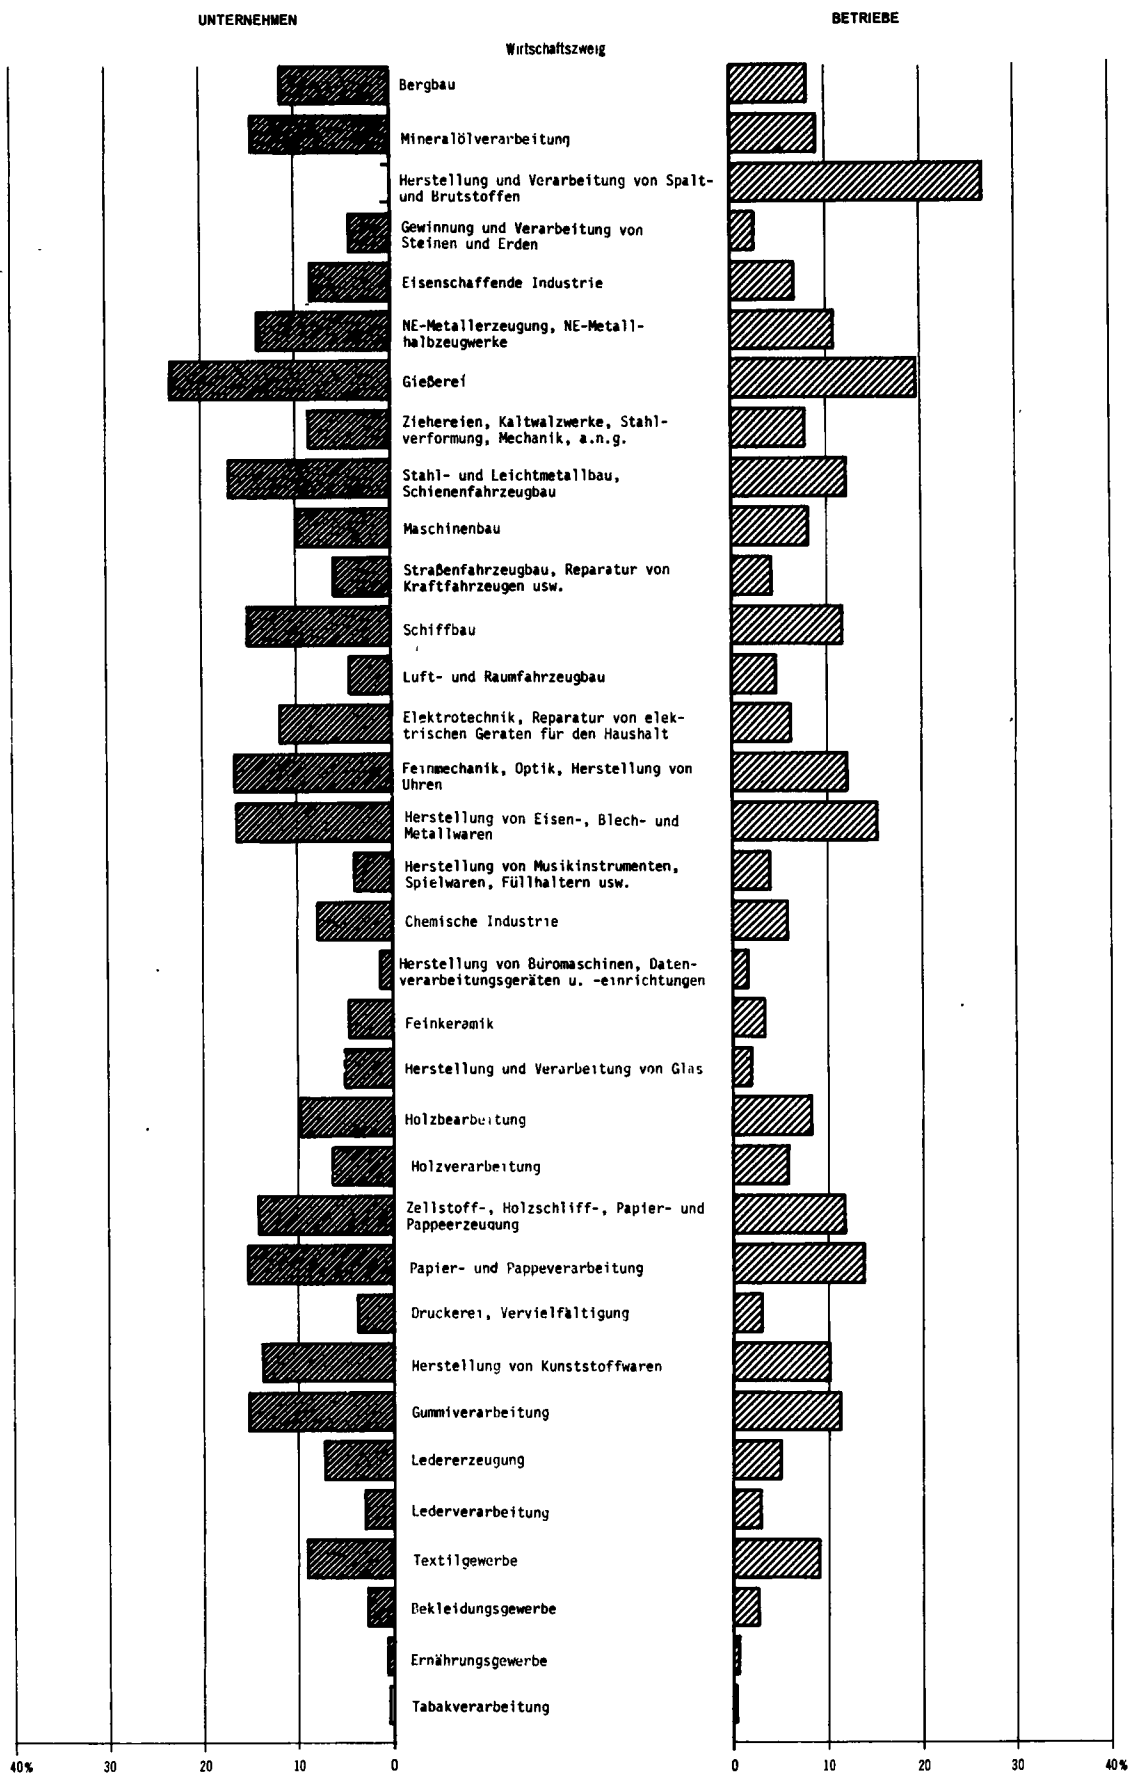 UNTERNEHMEN
BETRIEBE
Wirtschaftszweig
Bergbau
Mineralölverarbeitung
Herstellung und Verarbeitung von Spalt-
und Brutstoffen
Gewinnung und Verarbeitung von
Steinen und Erden
Eisenschaffende Industrie
NE-Metallerzeugung, NE-Metall-
halbzeugwerke
Gießerei
Ziehereien, Kaltwalzwerke, Stahl-
verformung, Mechanik, a.n.g.
Stahl- und Leichtmetallbau,
Schienenfahrzeugbau
Maschinenbau
Straßenfahrzeugbau, Reparatur von
Kraftfahrzeugen usw.
Schiffbau
Luft- und Raumfahrzeugbau
Elektrotechnik, Reparatur von elek-
trischen Geraten für den Haushalt
Feinmechanik, Optik, Herstellung von
Uhren
Herstellung von Eisen-, Blech- und
Metallwaren
Herstellung von Musikinstrumenten,
Spielwaren, Füllhaltern usw.
Chemische Industrie
Herstellung von Büromaschinen, Daten-
verarbeitungsgeräten u. -einrichtungen
Feinkeramik
Herstellung und Verarbeitung von Glas
Holzbearbeitung
Holzverarbeitung
Zellstoff-, Holzschliff-, Papier- und
Pappeerzeugung
Papier- und Pappeverarbeitung
Druckerei, Vervielfältigung
Herstellung von Kunststoffwaren
Gummiverarbeitung
Ledererzeugung
Lederverarbeitung
Textilgewerbe
Bekleidungsgewerbe
Ernährungsgewerbe
Tabakverarbeitung
40% 30 20 10 0 0 10 20 30 40%